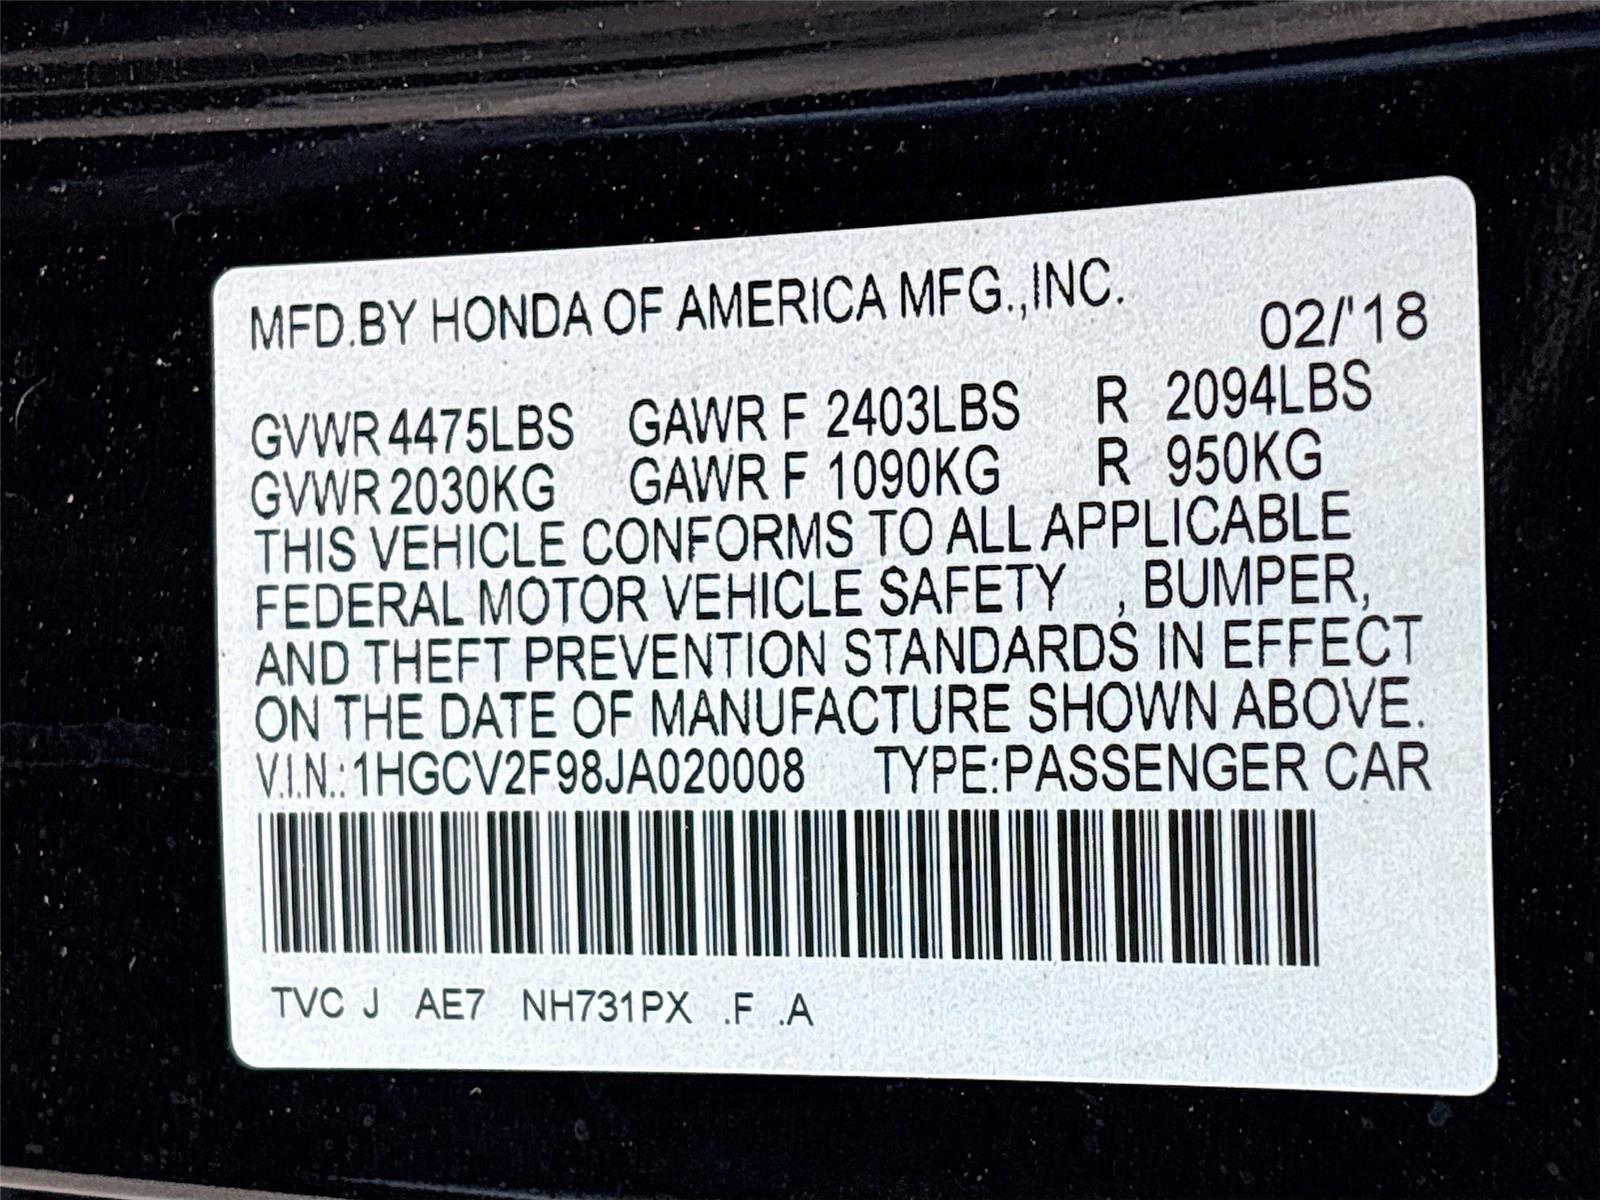 MFD.BY HONDA OF AMERICA MFG.,INC.
02/'18
GVWR 4475LBS GAWR F 2403LBS R 2094LBS
GVWR 2030KG GAWR F 1090KG R 950KG
THIS VEHICLE CONFORMS TO ALL APPLICABLE
FEDERAL MOTOR VEHICLE SAFETY , BUMPER,
AND THEFT PREVENTION STANDARDS IN EFFECT
ON THE DATE OF MANUFACTURE SHOWN ABOVE.
V.I.N.:1HGCV2F98JA020008 TYPE:PASSENGER CAR
TVC J AE7 NH731PX .F .A